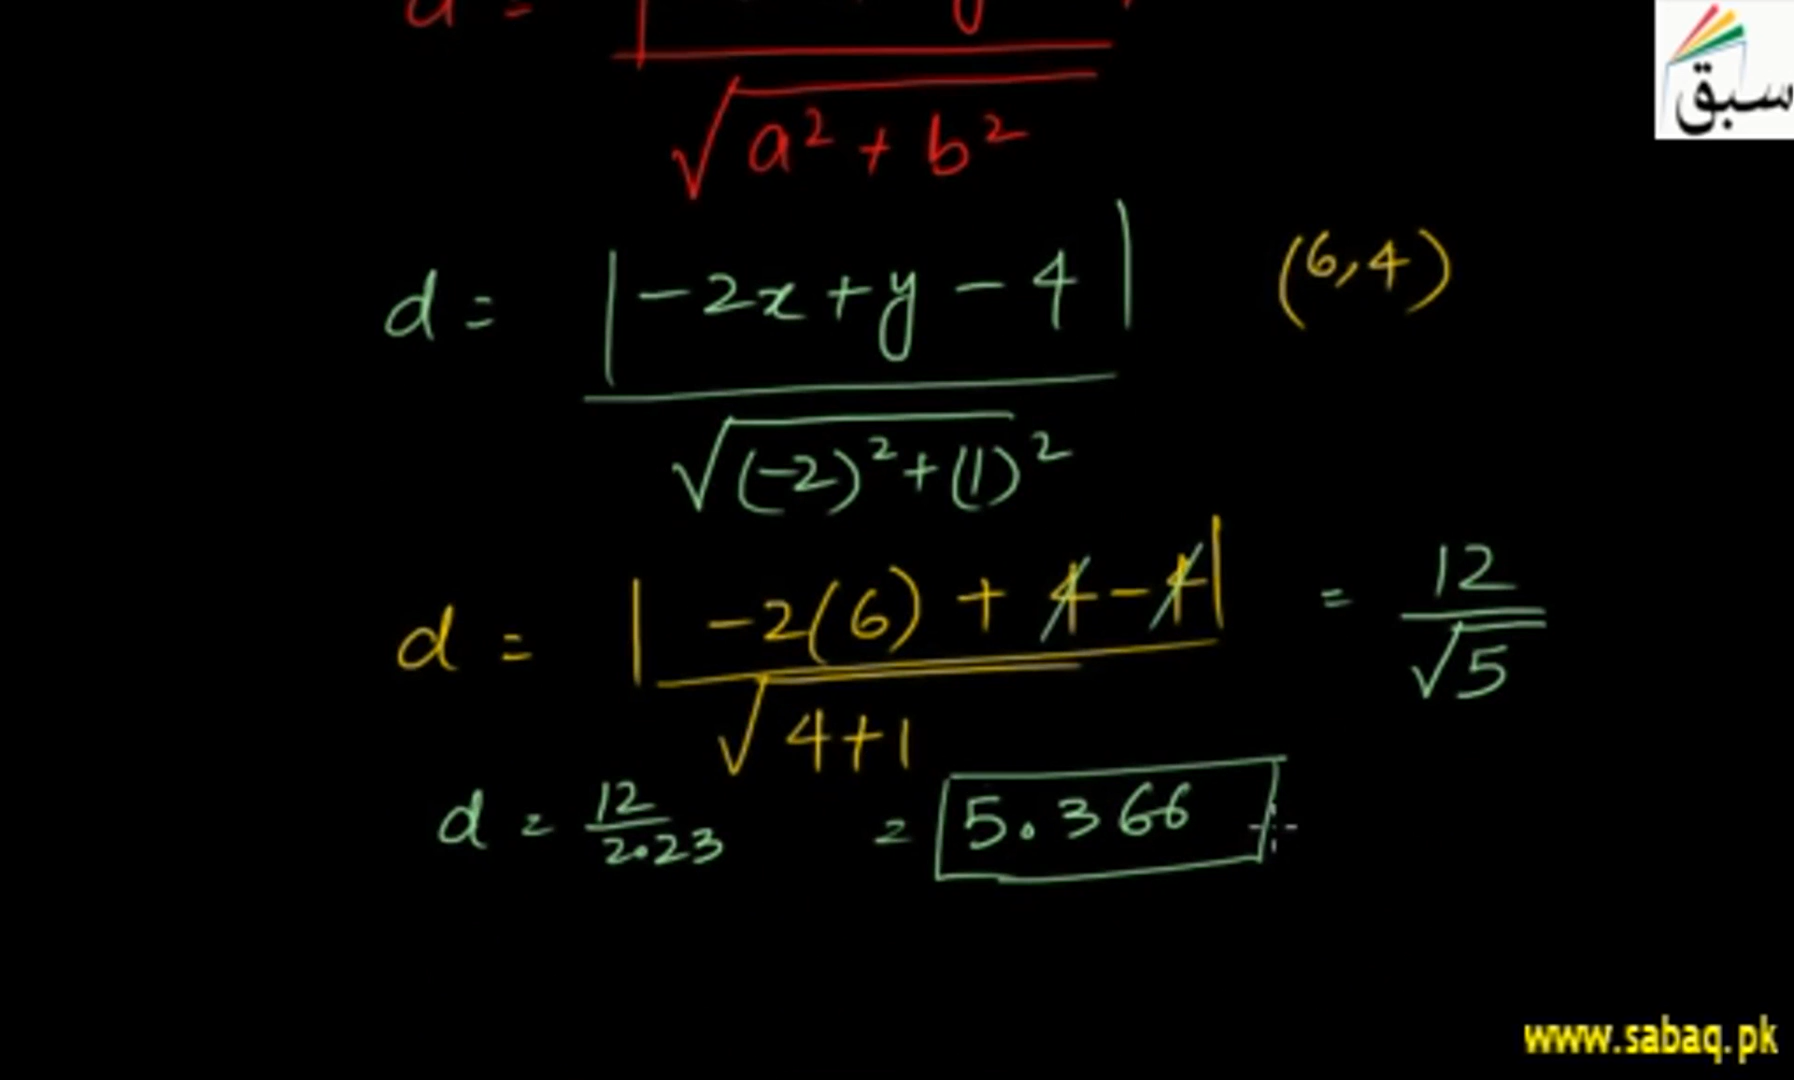 سبق
√a² + b²
d = |-2x + y - 4| (6,4)
√(-2)² + (1)²
d = | -2(6) + 4 - 4 | = 12
√4+1 √5
d = 12/2.23 = 5.366
www.sabaq.pk